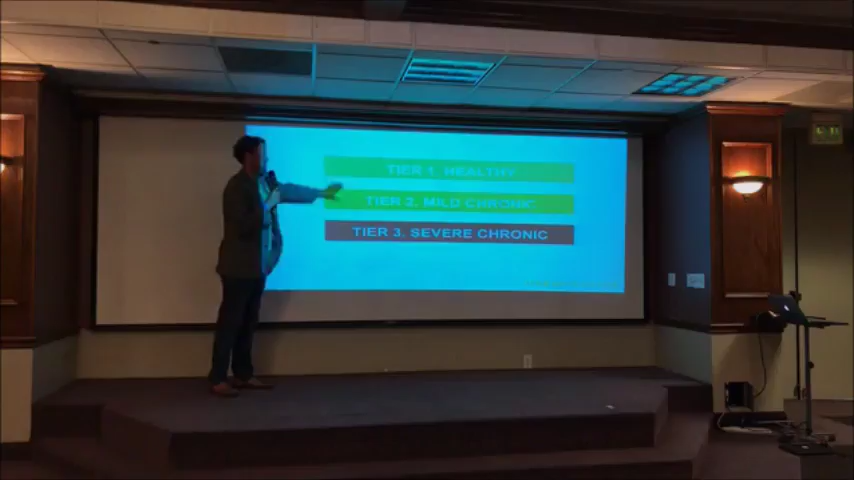 TIER 1. HEALTHY
TIER 2. MILD CHRONIC
TIER 3. SEVERE CHRONIC